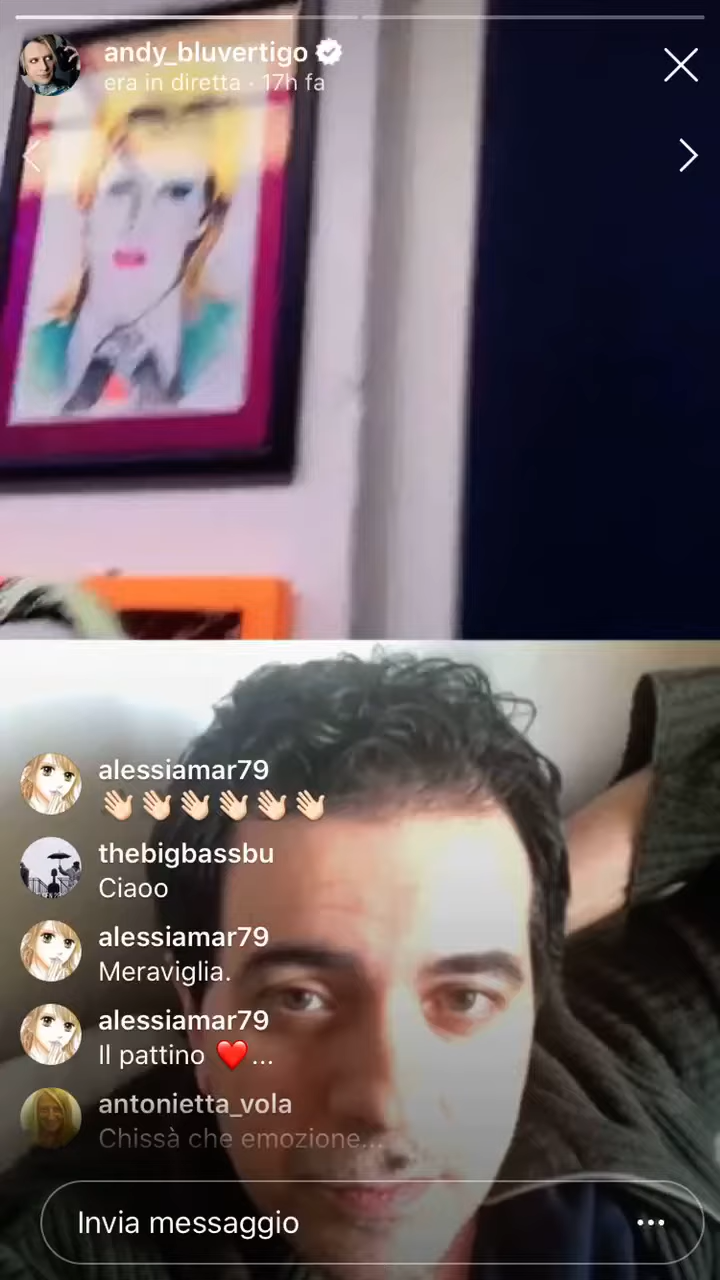 andy_bluvertigo
era in diretta · 17h fa
alessiamar79
👋🏻👋🏻👋🏻👋🏻👋🏻👋🏻
thebigbassbu
Ciaoo
alessiamar79
Meraviglia.
alessiamar79
Il pattino ❤️...
antonietta_vola
Chissà che emozione...
Invia messaggio